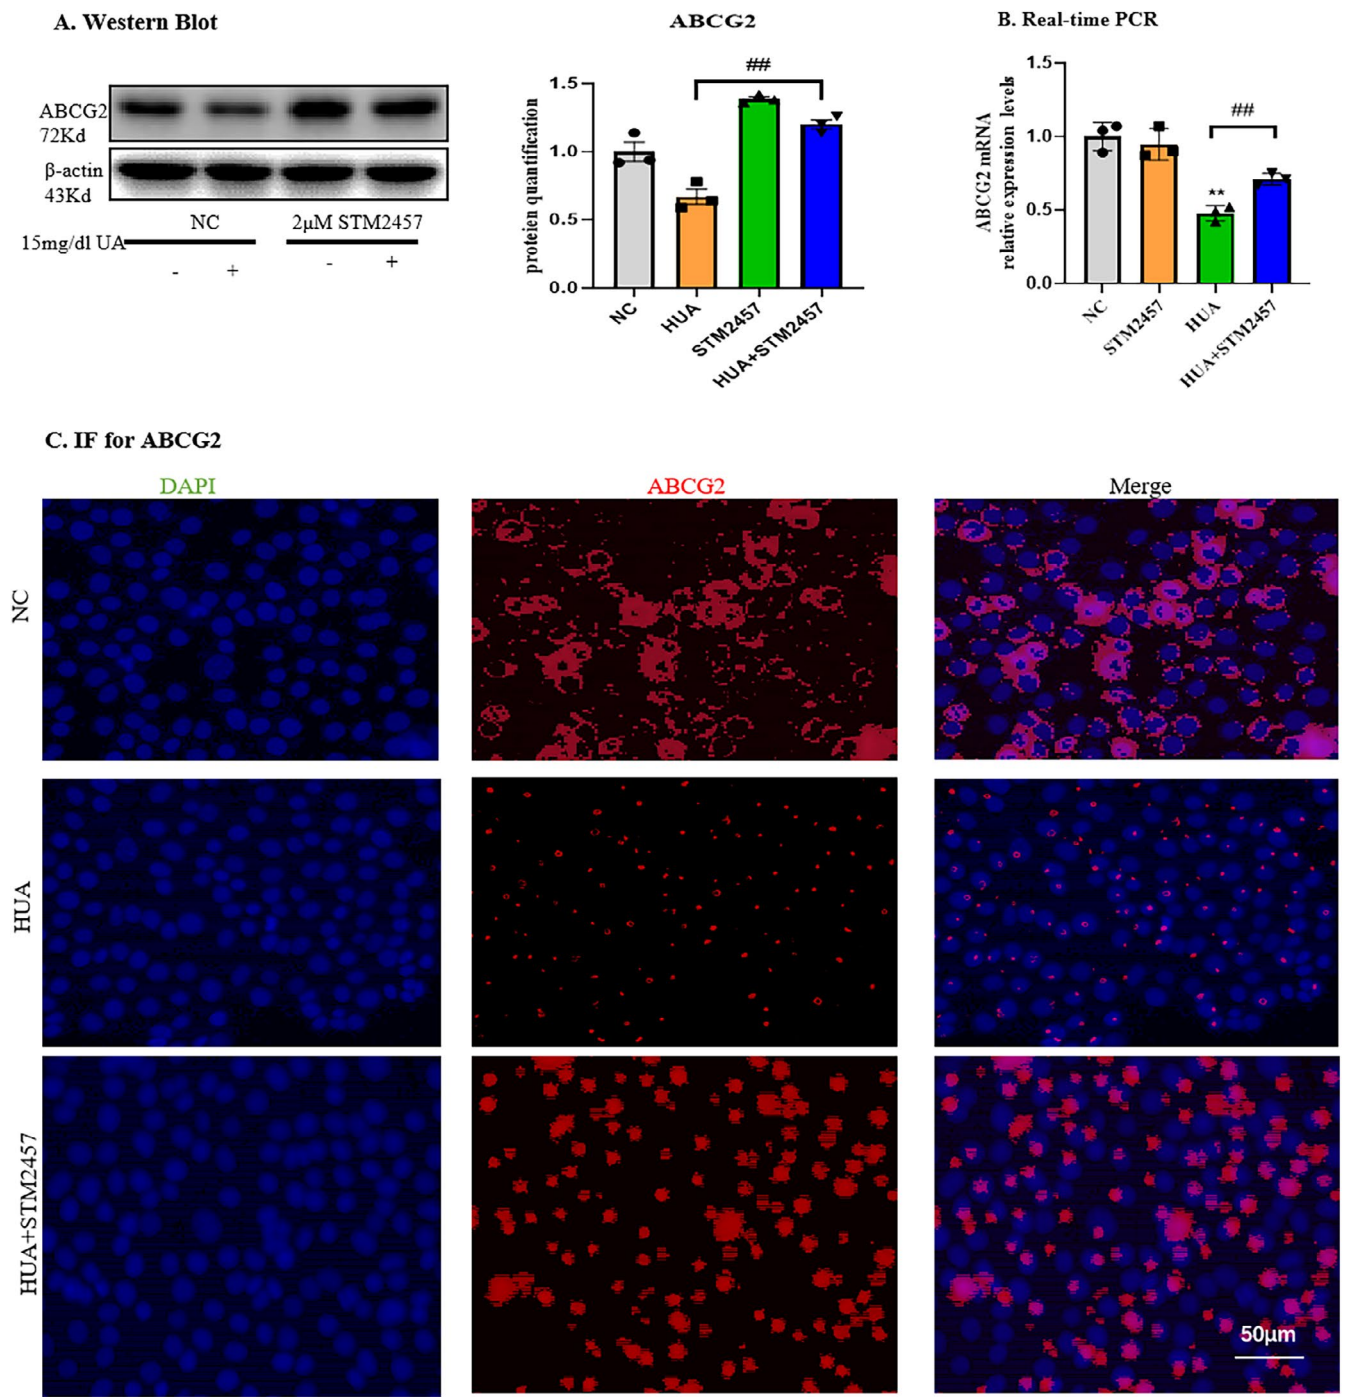 A. Western Blot
ABCG2
72Kd
β-actin
43Kd
NC
2μM STM2457
15mg/dl UA
-
+
-
+
ABCG2
proteien quantification
1.5
1.0
0.5
0.0
##
NC
HUA
STM2457
HUA+STM2457
B. Real-time PCR
ABCG2 mRNA
relative expression levels
1.5
1.0
0.5
0.0
**
##
NC
STM2457
HUA
HUA+STM2457
C. IF for ABCG2
DAPI
ABCG2
Merge
NC
HUA
HUA+STM2457
50μm